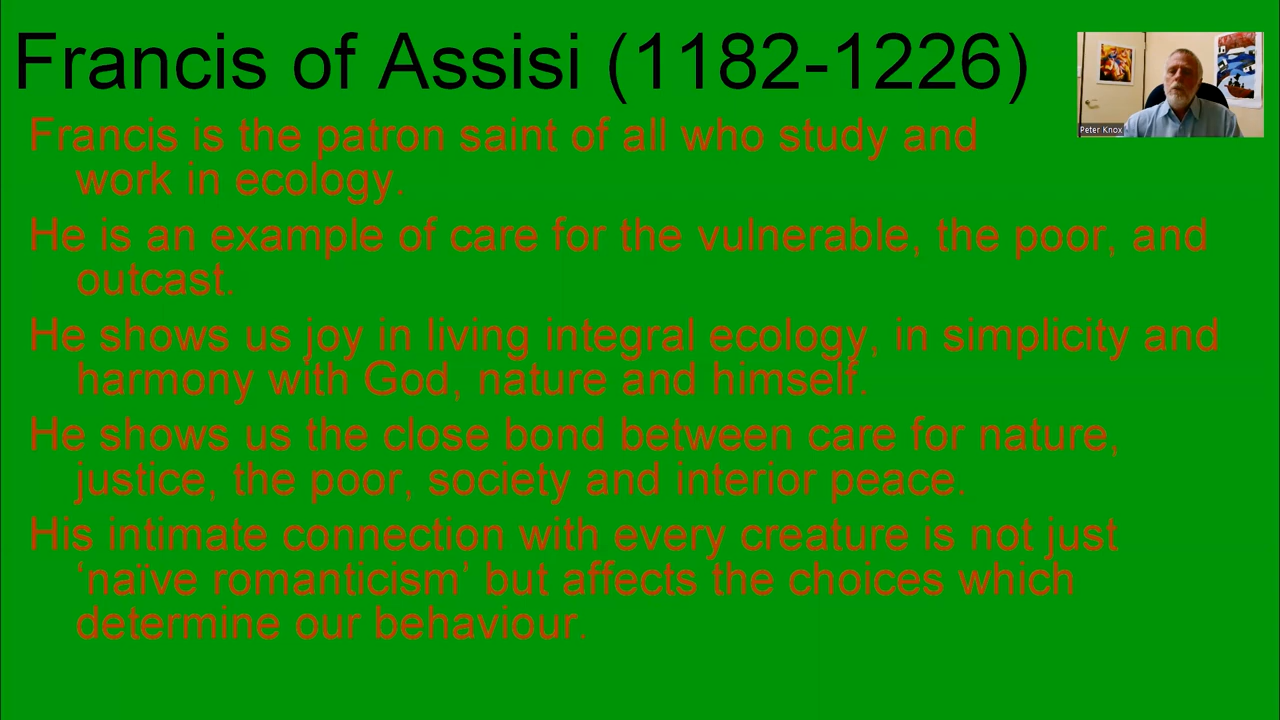 Francis of Assisi (1182-1226)
Peter Knox
Francis is the patron saint of all who study and
work in ecology.
He is an example of care for the vulnerable, the poor, and
outcast.
He shows us joy in living integral ecology, in simplicity and
harmony with God, nature and himself.
He shows us the close bond between care for nature,
justice, the poor, society and interior peace.
His intimate connection with every creature is not just
‘naïve romanticism’ but affects the choices which
determine our behaviour.